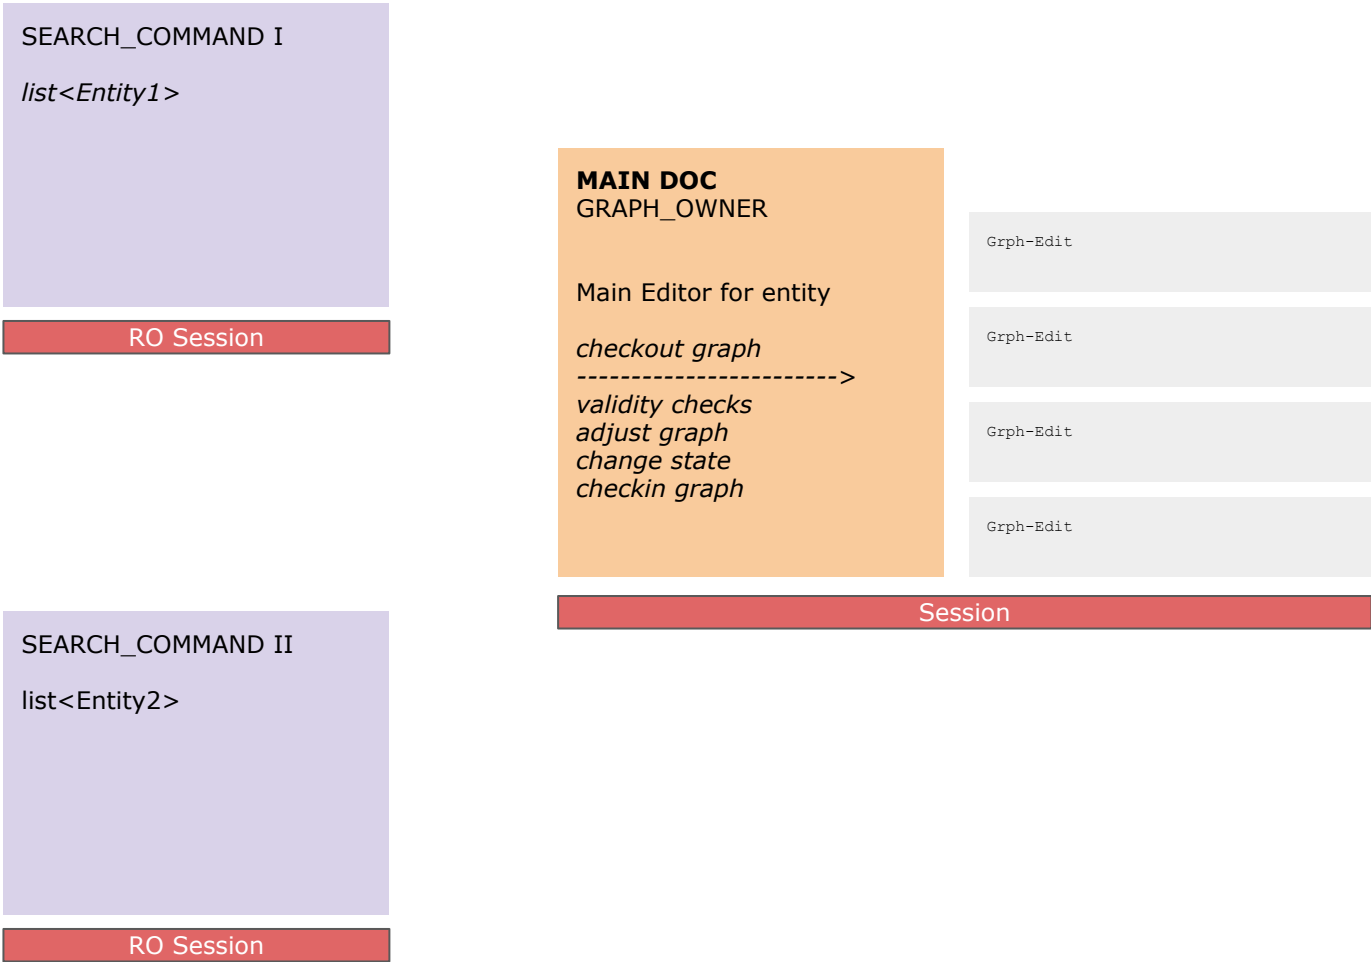 SEARCH_COMMAND I
list<Entity1>
RO Session
MAIN DOC
GRAPH_OWNER
Main Editor for entity
checkout graph
------------------------>
validity checks
adjust graph
change state
checkin graph
Grph-Edit
Grph-Edit
Grph-Edit
Grph-Edit
Session
SEARCH_COMMAND II
list<Entity2>
RO Session